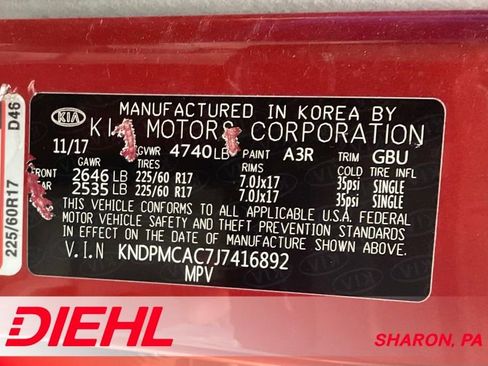 MANUFACTURED IN KOREA BY
KIA KIA MOTORS CORPORATION
11/17 GVWR 4740 LB PAINT A3R TRIM GBU
GAWR TIRES RIMS COLD TIRE INFL
FRONT 2646 LB 225/60 R17 7.0Jx17 35psi SINGLE
REAR 2535 LB 225/60 R17 7.0Jx17 35psi SINGLE
THIS VEHICLE CONFORMS TO ALL APPLICABLE U.S.A. FEDERAL
MOTOR VEHICLE SAFETY AND THEFT PREVENTION STANDARDS
IN EFFECT ON THE DATE OF MANUFACTURE SHOWN ABOVE.
V.I.N KNDPMCAC7J7416892
MPV
225/60R17 D46
DIEHL
SHARON, PA